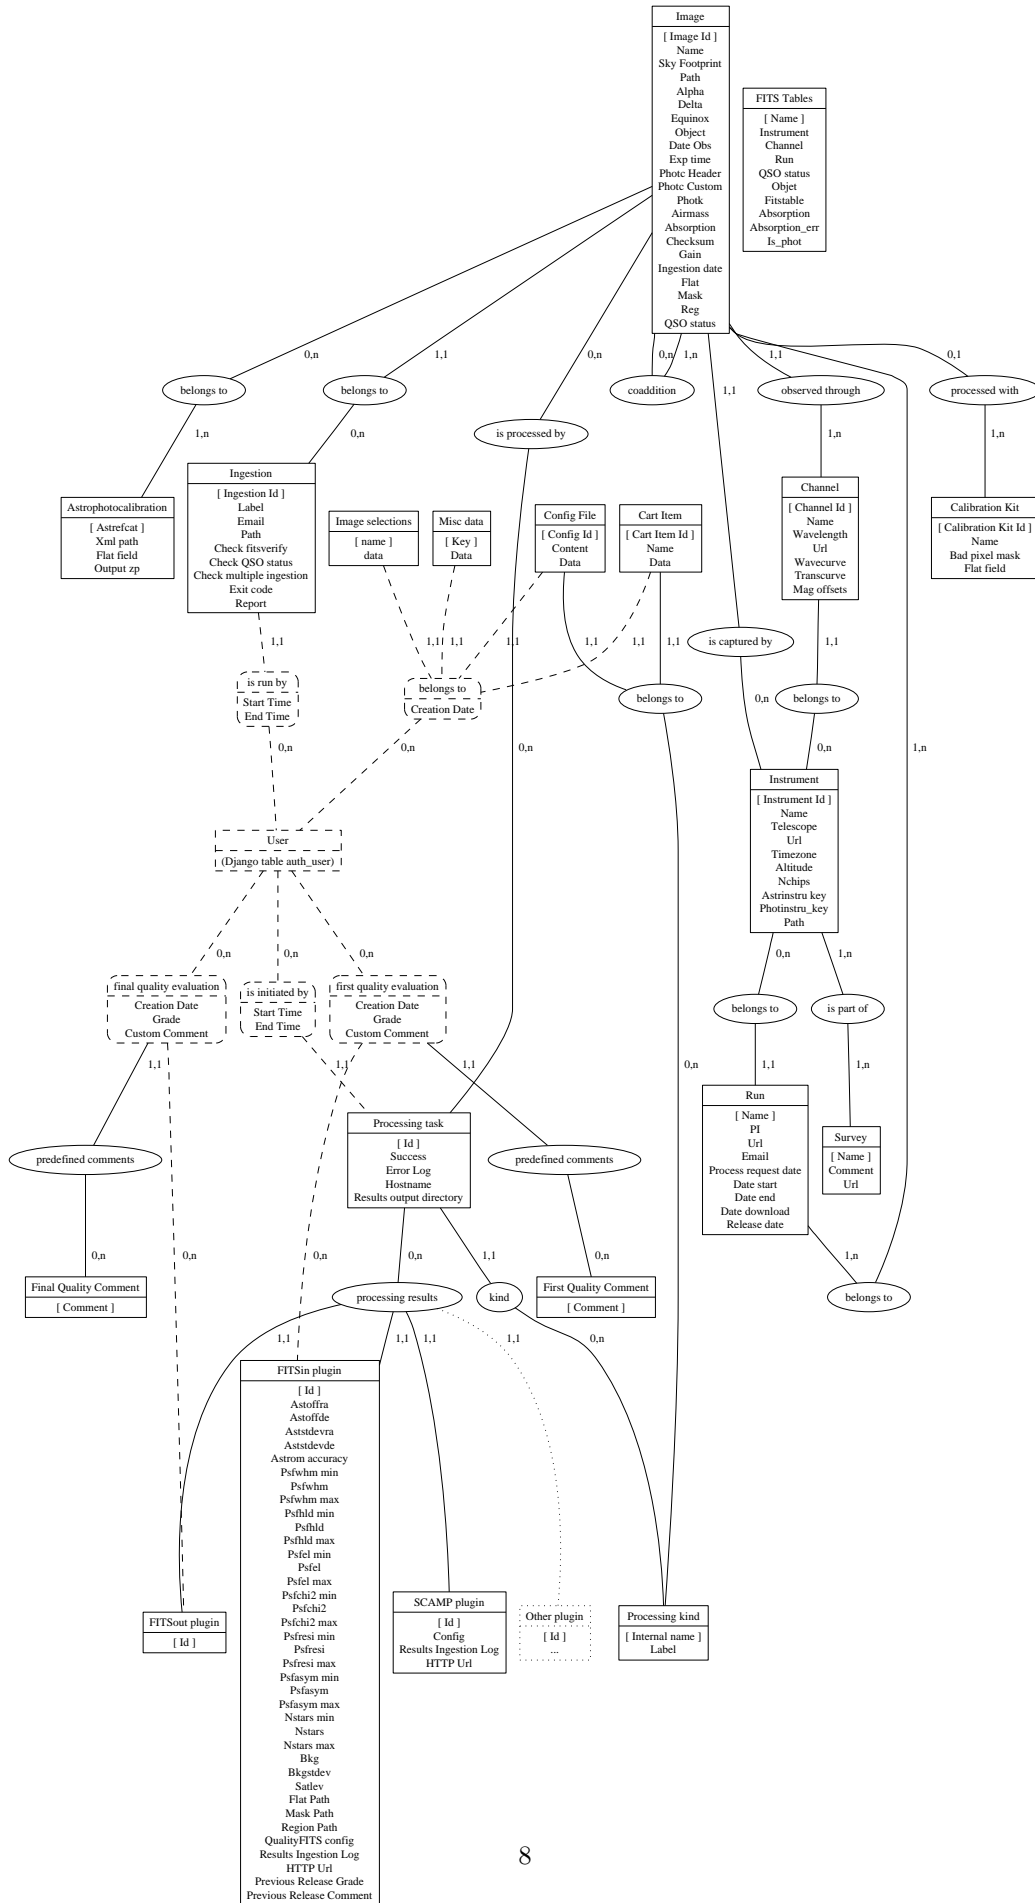 Image
[ Image Id ]
Name
Sky Footprint
Path
Alpha
Delta
Equinox
Object
Date Obs
Exp time
Photc Header
Photc Custom
Photk
Airmass
Absorption
Checksum
Gain
Ingestion date
Flat
Mask
Reg
QSO status
FITS Tables
[ Name ]
Instrument
Channel
Run
QSO status
Objet
Fitstable
Absorption
Absorption_err
Is_phot
0,n
1,1
0,n
0,n
1,n
1,1
1,1
0,1
belongs to
belongs to
is processed by
coaddition
observed through
processed with
1,n
0,n
1,n
1,n
Astrophotocalibration
[ Astrefcat ]
Xml path
Flat field
Output zp
Ingestion
[ Ingestion Id ]
Label
Email
Path
Check fitsverify
Check QSO status
Check multiple ingestion
Exit code
Report
Image selections
[ name ]
data
Misc data
[ Key ]
Data
Config File
[ Config Id ]
Content
Data
Cart Item
[ Cart Item Id ]
Name
Data
Channel
[ Channel Id ]
Name
Wavelength
Url
Wavecurve
Transcurve
Mag offsets
Calibration Kit
[ Calibration Kit Id ]
Name
Bad pixel mask
Flat field
1,1
1,1
1,1
1,1
1,1
1,1
1,1
1,1
is run by
Start Time
End Time
belongs to
Creation Date
belongs to
is captured by
belongs to
0,n
0,n
0,n
0,n
0,n
1,n
User
(Django table auth_user)
Instrument
[ Instrument Id ]
Name
Telescope
Url
Timezone
Altitude
Nchips
Astrinstru key
Photinstru_key
Path
0,n
0,n
0,n
0,n
1,n
final quality evaluation
Creation Date
Grade
Custom Comment
is initiated by
Start Time
End Time
first quality evaluation
Creation Date
Grade
Custom Comment
belongs to
is part of
1,1
1,1
1,1
0,n
1,1
1,n
Processing task
[ Id ]
Success
Error Log
Hostname
Results output directory
Run
[ Name ]
PI
Url
Email
Process request date
Date start
Date end
Date download
Release date
Survey
[ Name ]
Comment
Url
predefined comments
predefined comments
0,n
0,n
0,n
0,n
1,1
0,n
1,n
Final Quality Comment
[ Comment ]
processing results
kind
First Quality Comment
[ Comment ]
belongs to
1,1
1,1
1,1
1,1
0,n
FITSin plugin
[ Id ]
Astoffra
Astoffde
Aststdevra
Aststdevde
Astrom accuracy
Psfwhm min
Psfwhm
Psfwhm max
Psfhld min
Psfhld
Psfhld max
Psfel min
Psfel
Psfel max
Psfchi2 min
Psfchi2
Psfchi2 max
Psfresi min
Psfresi
Psfresi max
Psfasym min
Psfasym
Psfasym max
Nstars min
Nstars
Nstars max
Bkg
Bkgstdev
Satlev
Flat Path
Mask Path
Region Path
QualityFITS config
Results Ingestion Log
HTTP Url
Previous Release Grade
Previous Release Comment
FITSout plugin
[ Id ]
SCAMP plugin
[ Id ]
Config
Results Ingestion Log
HTTP Url
Other plugin
[ Id ]
...
Processing kind
[ Internal name ]
Label
8